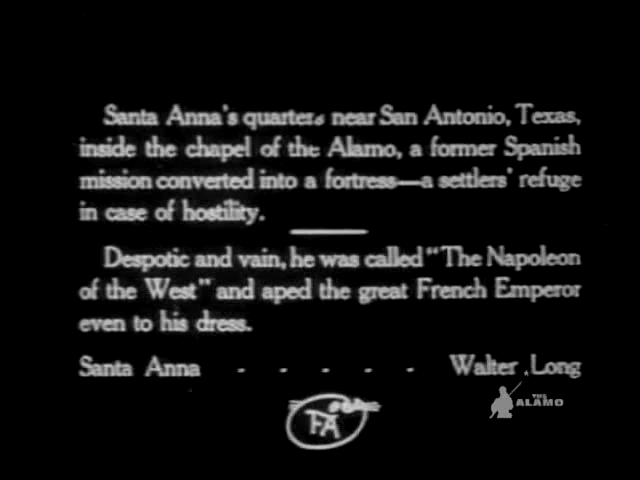 Santa Anna's quarters near San Antonio, Texas,
inside the chapel of the Alamo, a former Spanish
mission converted into a fortress—a settlers' refuge
in case of hostility.
Despotic and vain, he was called "The Napoleon
of the West" and aped the great French Emperor
even to his dress.
Santa Anna - - - - - Walter Long
THE
ALAMO
FA